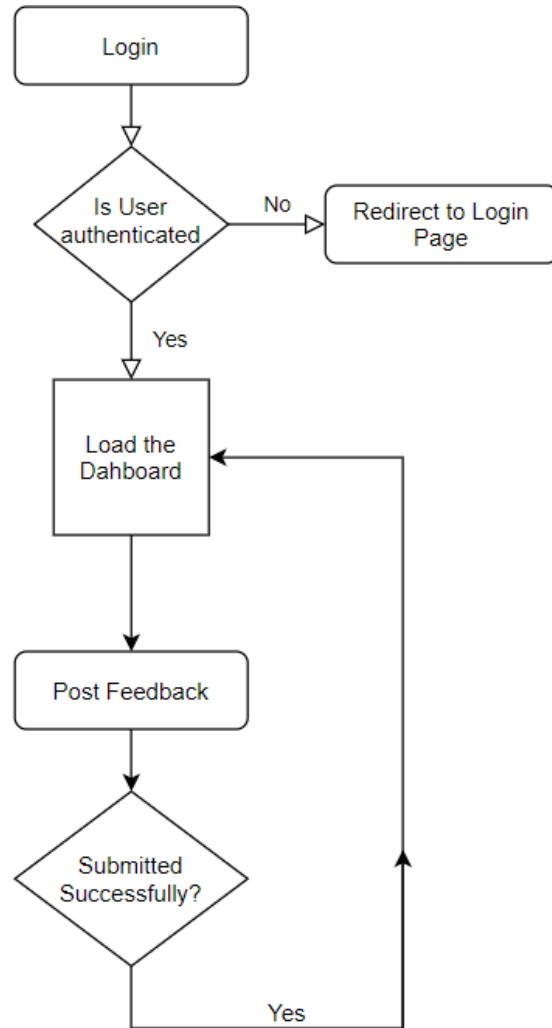 Login
Is User
authenticated
No
Redirect to Login
Page
Yes
Load the
Dahboard
Post Feedback
Submitted
Successfully?
Yes